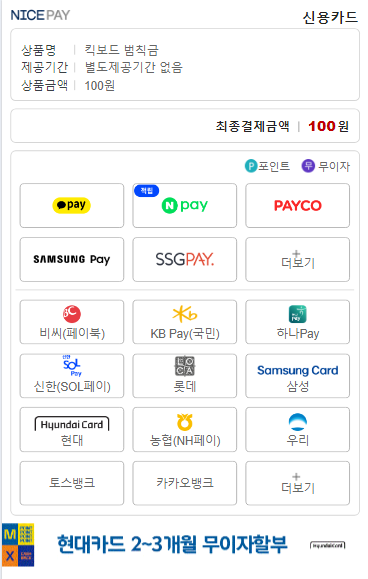 NICEPAY 신용카드
상품명 킥보드 범칙금
제공기간 별도제공기간 없음
상품금액 100원
최종결제금액 100원
P 포인트 무 무이자
적립
pay N pay PAYCO
SAMSUNG Pay SSGPAY. 더보기
비씨(페이북) KB Pay(국민) 하나Pay
신한 SOL Pay LOCA Samsung Card
신한(SOL페이) 롯데 삼성
Hyundai Card
현대 농협(NH페이) 우리
토스뱅크 카카오뱅크 더보기
M X 현대카드 2~3개월 무이자할부 Hyundai Card